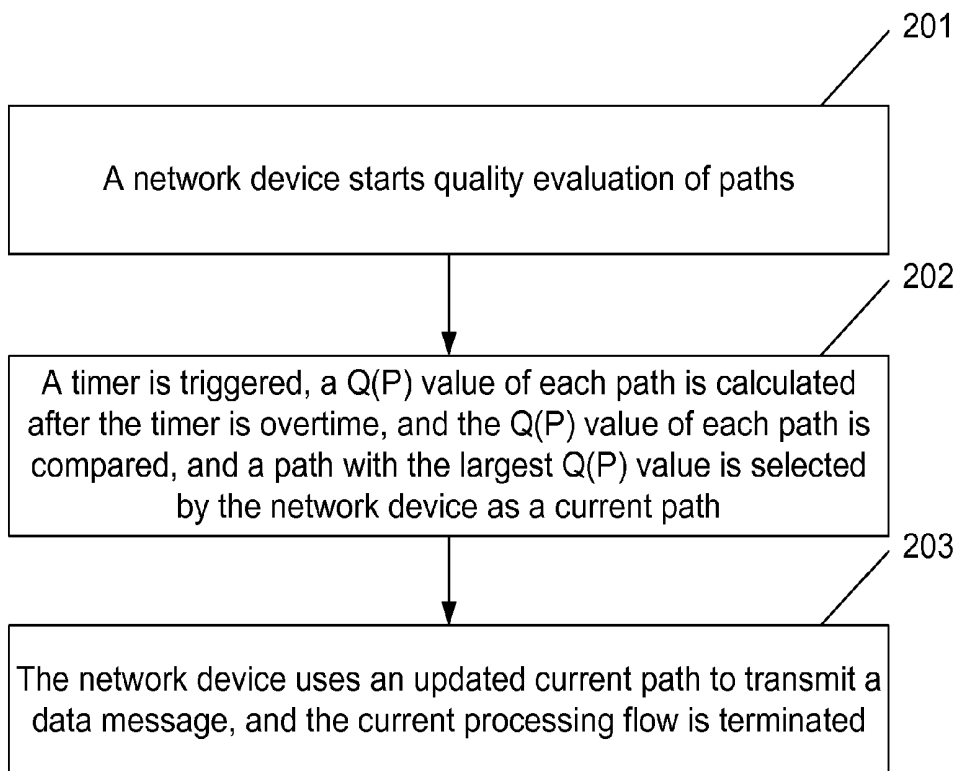 201
A network device starts quality evaluation of paths
202
A timer is triggered, a Q(P) value of each path is calculated
after the timer is overtime, and the Q(P) value of each path is
compared, and a path with the largest Q(P) value is selected
by the network device as a current path
203
The network device uses an updated current path to transmit a
data message, and the current processing flow is terminated